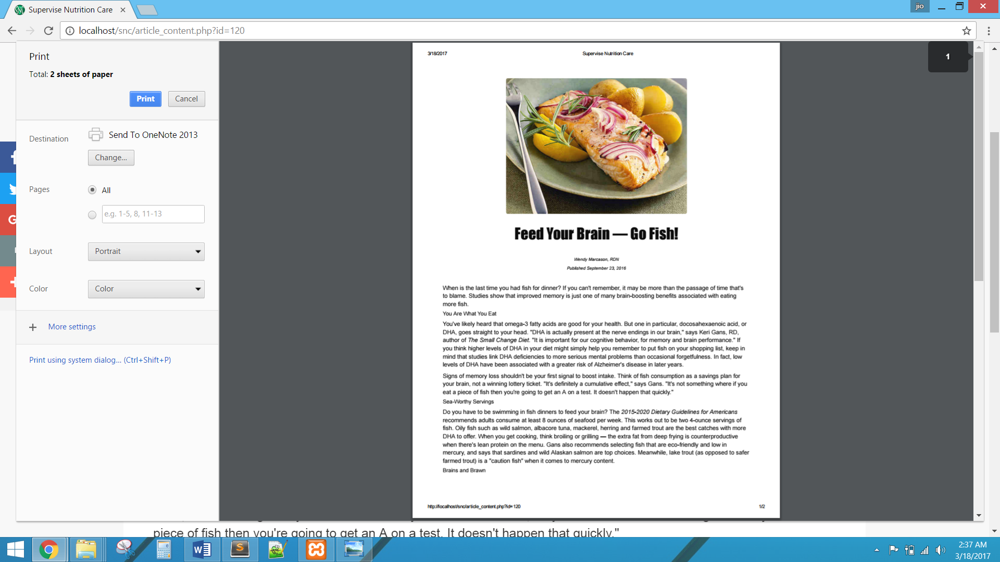 Supervise Nutrition Care
jio
localhost/snc/article_content.php?id=120
Print
Total: 2 sheets of paper
Print
Cancel
Destination
Send To OneNote 2013
Change...
Pages
All
e.g. 1-5, 8, 11-13
Layout
Portrait
Color
Color
More settings
Print using system dialog... (Ctrl+Shift+P)
3/18/2017
Supervise Nutrition Care
1
Feed Your Brain — Go Fish!
Wendy Marcason, RDN
Published September 23, 2016
When is the last time you had fish for dinner? If you can't remember, it may be more than the passage of time that's
to blame. Studies show that improved memory is just one of many brain-boosting benefits associated with eating
more fish.
You Are What You Eat
You've likely heard that omega-3 fatty acids are good for your health. But one in particular, docosahexaenoic acid, or
DHA, goes straight to your head. "DHA is actually present at the nerve endings in our brain," says Keri Gans, RD,
author of The Small Change Diet. "It is important for our cognitive behavior, for memory and brain performance." If
you think higher levels of DHA in your diet might simply help you remember to put fish on your shopping list, keep in
mind that studies link DHA deficiencies to more serious mental problems than occasional forgetfulness. In fact, low
levels of DHA have been associated with a greater risk of Alzheimer's disease in later years.
Signs of memory loss shouldn't be your first signal to boost intake. Think of fish consumption as a savings plan for
your brain, not a winning lottery ticket. "It's definitely a cumulative effect," says Gans. "It's not something where if you
eat a piece of fish then you're going to get an A on a test. It doesn't happen that quickly."
Sea-Worthy Servings
Do you have to be swimming in fish dinners to feed your brain? The 2015-2020 Dietary Guidelines for Americans
recommends adults consume at least 8 ounces of seafood per week. This works out to be two 4-ounce servings of
fish. Oily fish such as wild salmon, albacore tuna, mackerel, herring and farmed trout are the best catches with more
DHA to offer. When you get cooking, think broiling or grilling — the extra fat from deep frying is counterproductive
when there's lean protein on the menu. Gans also recommends selecting fish that are eco-friendly and low in
mercury, and says that sardines and wild Alaskan salmon are top choices. Meanwhile, lake trout (as opposed to safer
farmed trout) is a "caution fish" when it comes to mercury content.
Brains and Brawn
http://localhost/snc/article_content.php?id=120
1/2
piece of fish then you're going to get an A on a test. It doesn't happen that quickly."
2:37 AM
3/18/2017